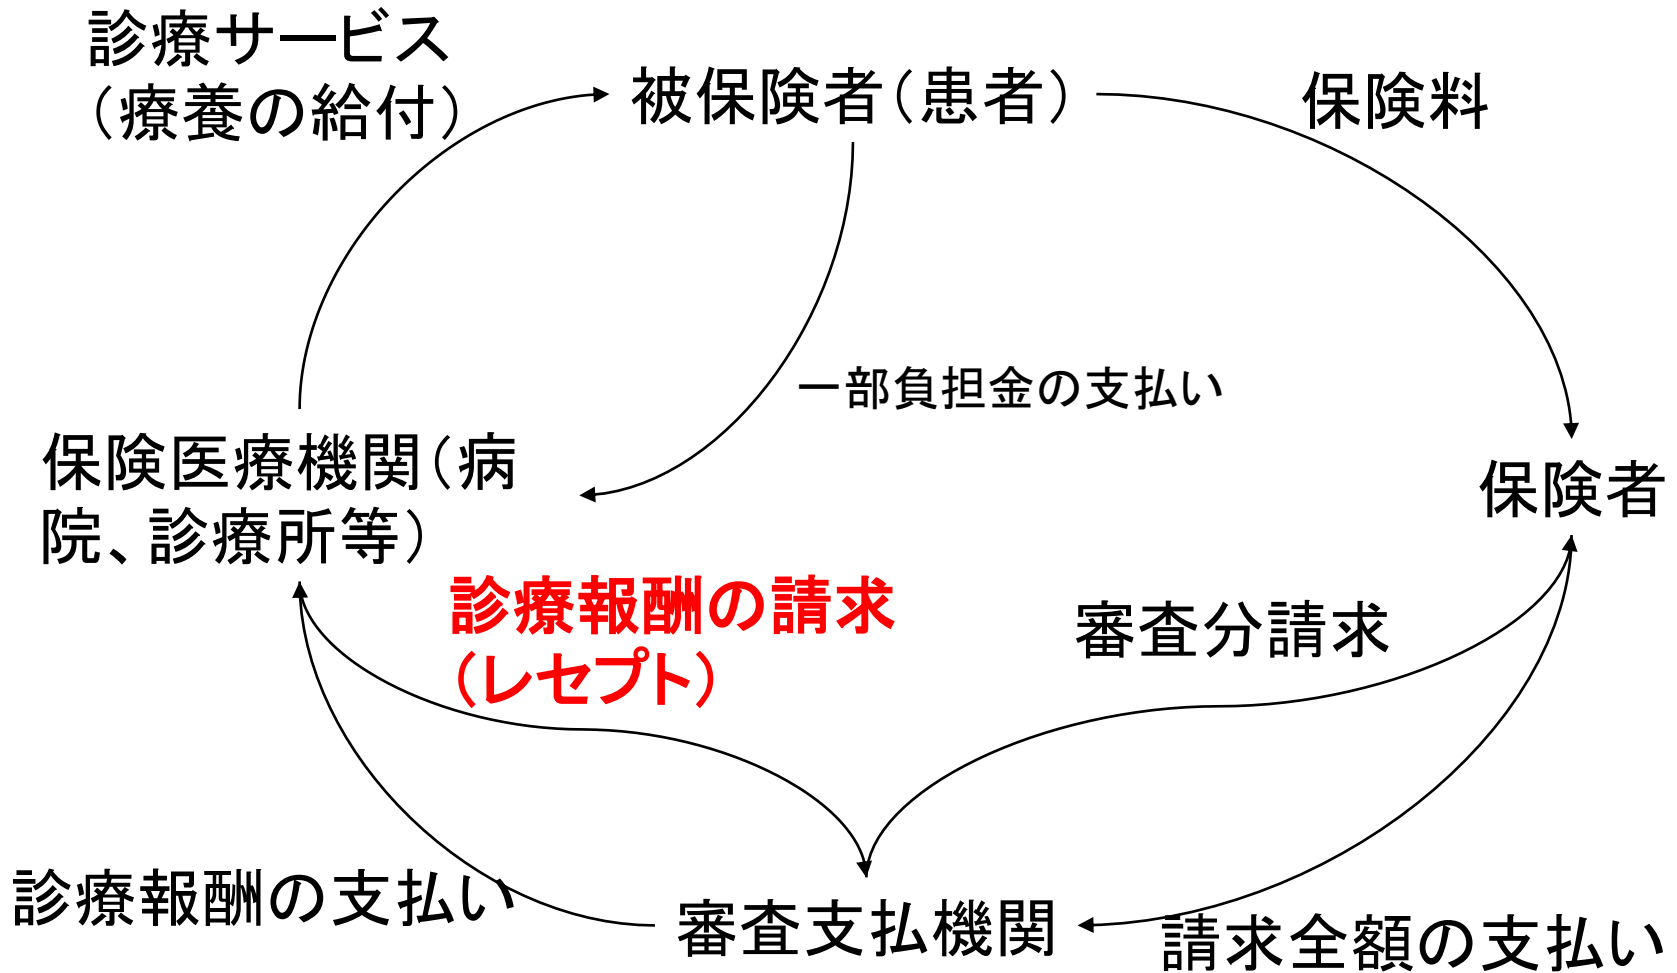 診療サービス
（療養の給付）
被保険者（患者）
保険料
一部負担金の支払い
保険医療機関（病
院、診療所等）
保険者
診療報酬の請求
（レセプト）
審査分請求
診療報酬の支払い
審査支払機関
請求全額の支払い